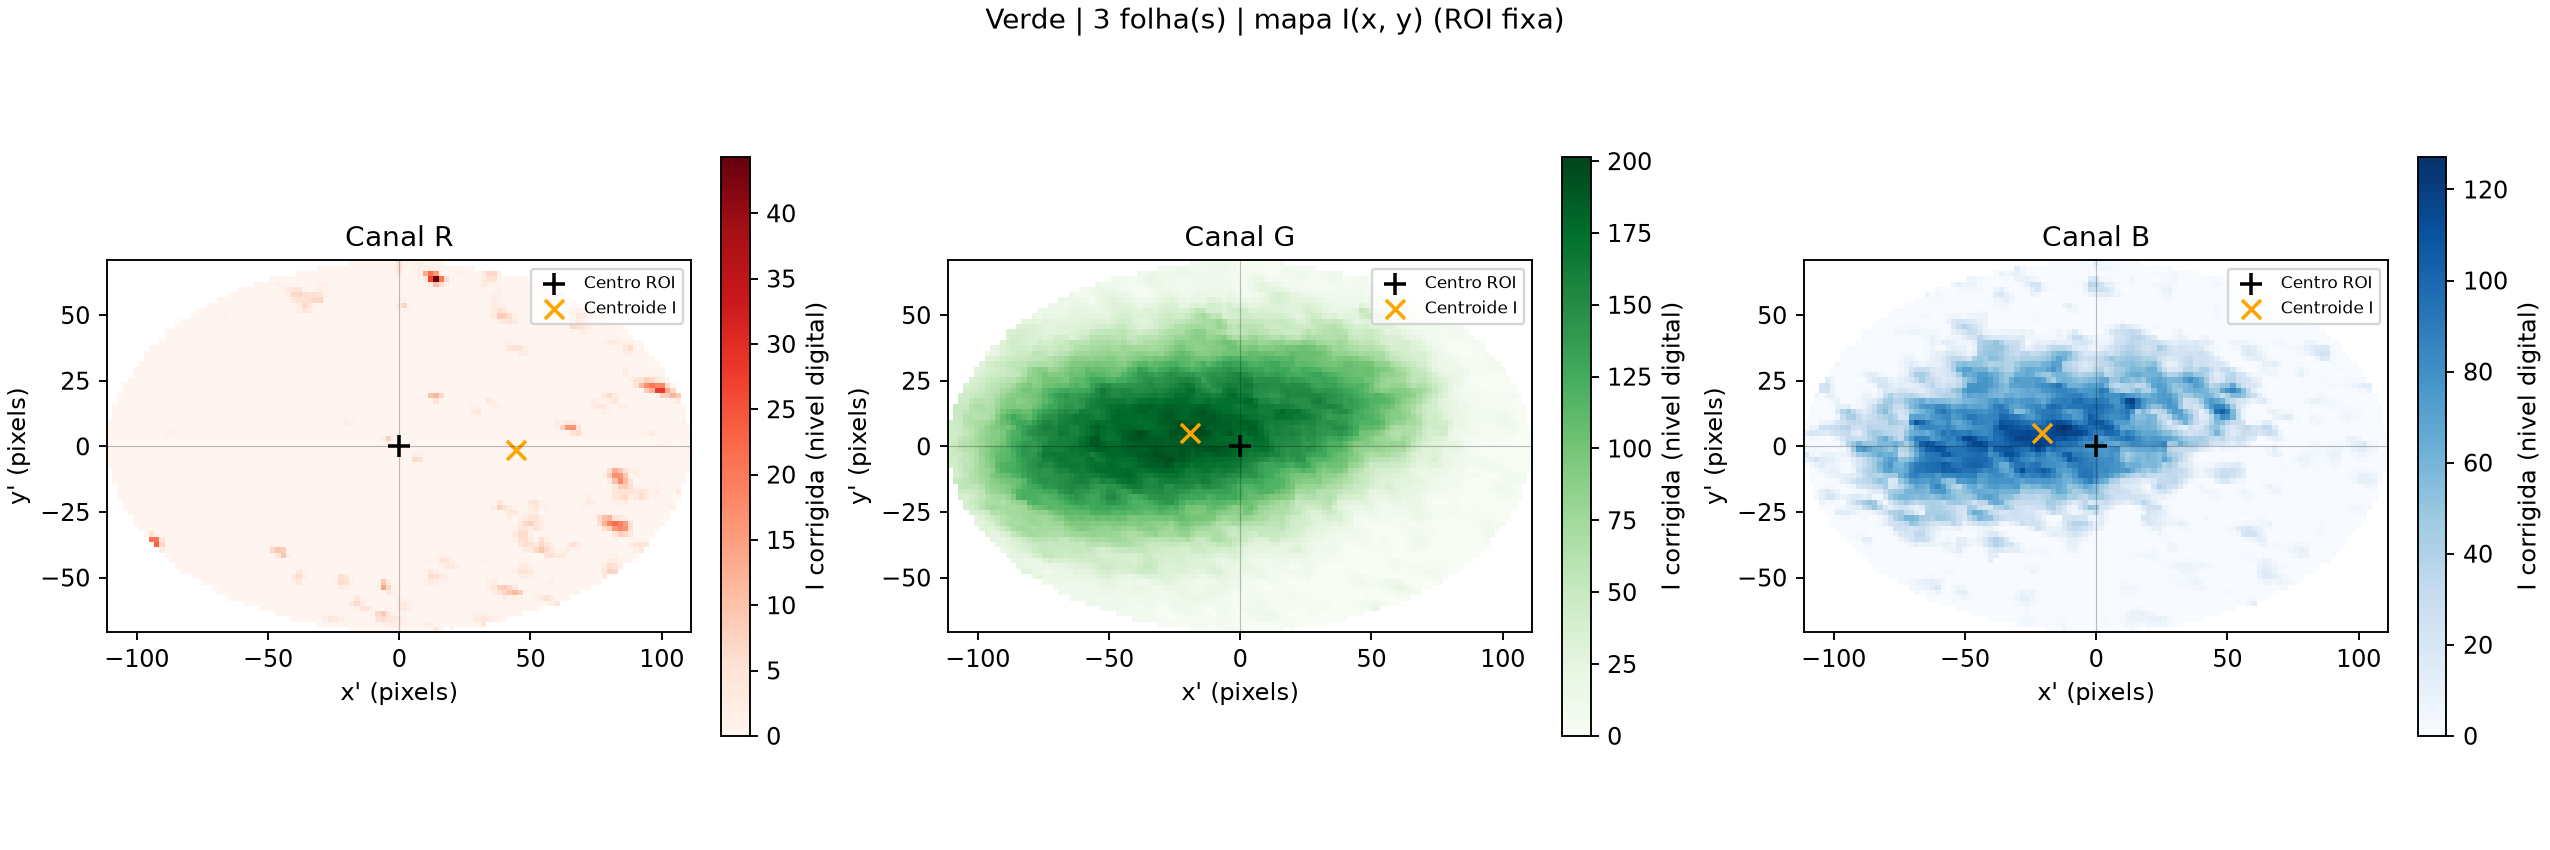 Verde | 3 folha(s) | mapa I(x, y) (ROI fixa)
Canal R
Centro ROI
Centroide I
50
25
0
−25
−50
y' (pixels)
−100
−50
0
50
100
x' (pixels)
40
35
30
25
20
15
10
5
0
I corrigida (nivel digital)
Canal G
Centro ROI
Centroide I
50
25
0
−25
−50
y' (pixels)
−100
−50
0
50
100
x' (pixels)
200
175
150
125
100
75
50
25
0
I corrigida (nivel digital)
Canal B
Centro ROI
Centroide I
50
25
0
−25
−50
y' (pixels)
−100
−50
0
50
100
x' (pixels)
120
100
80
60
40
20
0
I corrigida (nivel digital)